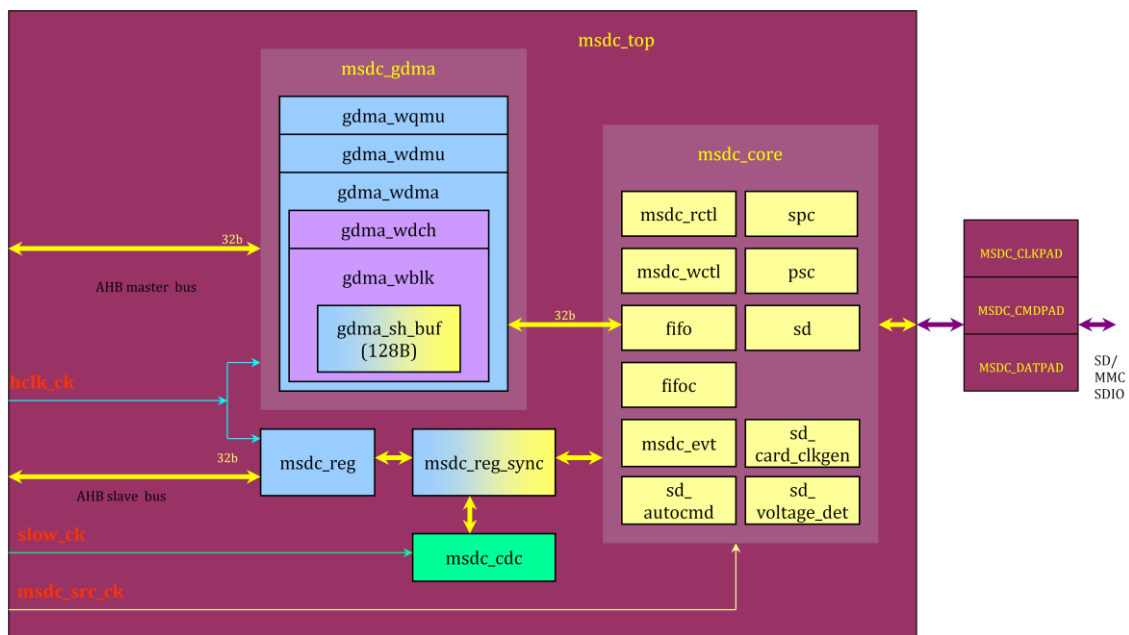 msdc_top
msdc_gdma
gdma_wqmu
gdma_wdmu
gdma_wdma
gdma_wdch
gdma_wblk
gdma_sh_buf
(128B)
32b
AHB master bus
hclk_ck
32b
AHB slave bus
slow_ck
msdc_src_ck
msdc_reg
msdc_reg_sync
msdc_cdc
32b
msdc_core
msdc_rctl
spc
msdc_wctl
psc
fifo
sd
fifoc
msdc_evt
sd_
card_clkgen
sd_
autocmd
sd_
voltage_det
MSDC_CLKPAD
MSDC_CMDPAD
MSDC_DATPAD
SD/
MMC
SDIO